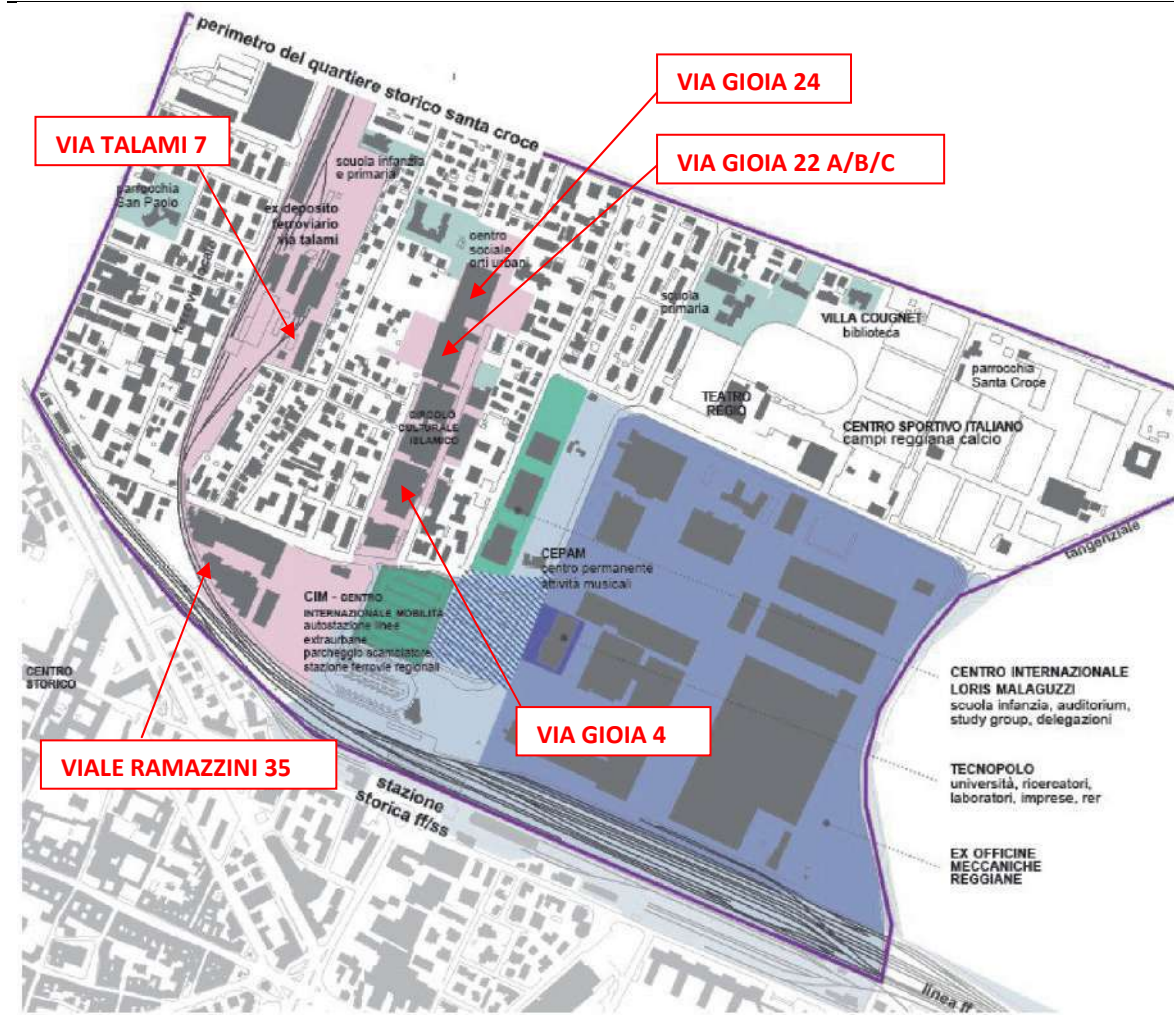 perimetro del quartiere storico santa croce
VIA GIOIA 24
VIA TALAMI 7
VIA GIOIA 22 A/B/C
scuola infanzia
e primaria
parrocchia
San Paolo
ex deposito
ferroviario
via talami
ferrovia locale
centro
sociale
orti urbani
scuola
primaria
VILLA COUGNET
biblioteca
parrocchia
Santa Croce
TEATRO
REGIO
CENTRO SPORTIVO ITALIANO
campi reggiana calcio
CIRCOLO
CULTURALE
ISLAMICO
tangenziale
CEPAM
centro permanente
attività musicali
CIM - CENTRO
INTERNAZIONALE MOBILITÀ
autostazione linee
extraurbane
parcheggio scambiatore
stazione ferrovie regionali
CENTRO
STORICO
CENTRO INTERNAZIONALE
LORIS MALAGUZZI
scuola infanzia, auditorium,
study group, delegazioni
VIA GIOIA 4
VIALE RAMAZZINI 35
TECNOPOLO
università, ricercatori,
laboratori, imprese, rer
stazione
storica ff/ss
EX OFFICINE
MECCANICHE
REGGIANE
linea ff